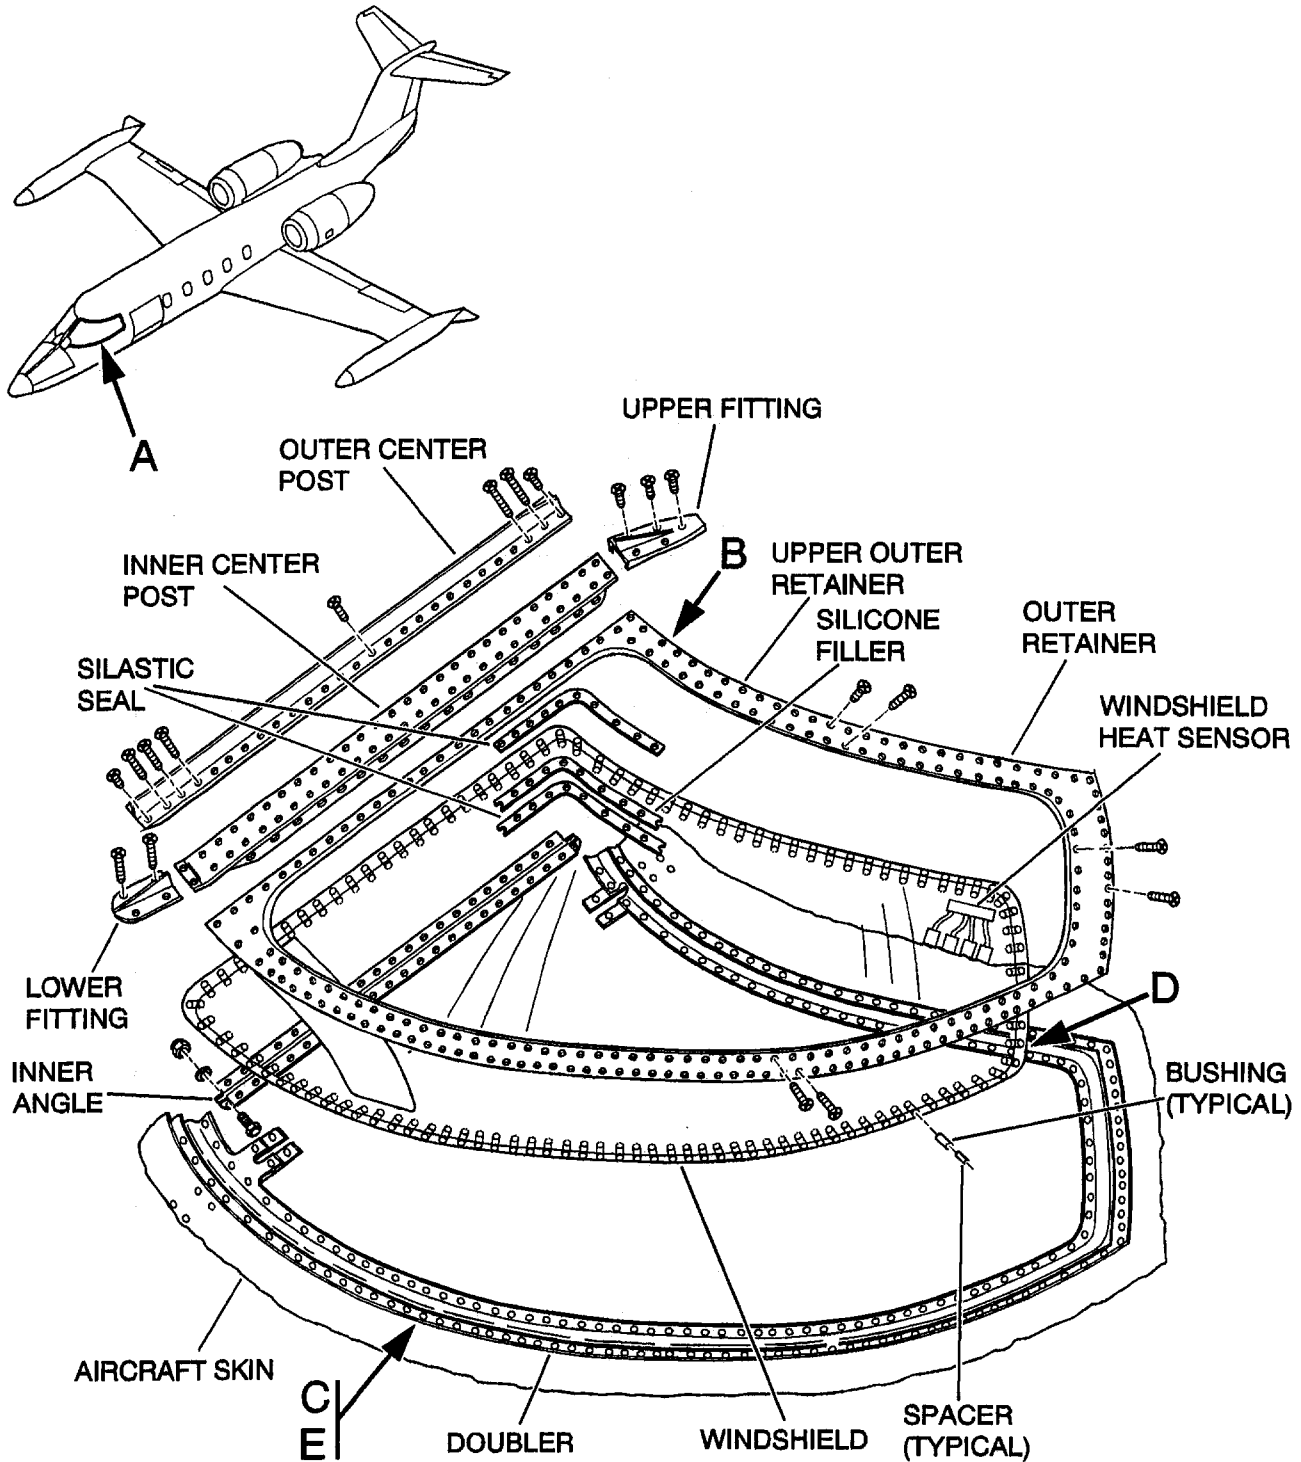 A
UPPER FITTING
OUTER CENTER
POST
INNER CENTER
POST
B
UPPER OUTER
RETAINER
SILICONE
FILLER
OUTER
RETAINER
SILASTIC
SEAL
WINDSHIELD
HEAT SENSOR
LOWER
FITTING
D
INNER
ANGLE
BUSHING
(TYPICAL)
AIRCRAFT SKIN
C
E
DOUBLER
WINDSHIELD
SPACER
(TYPICAL)